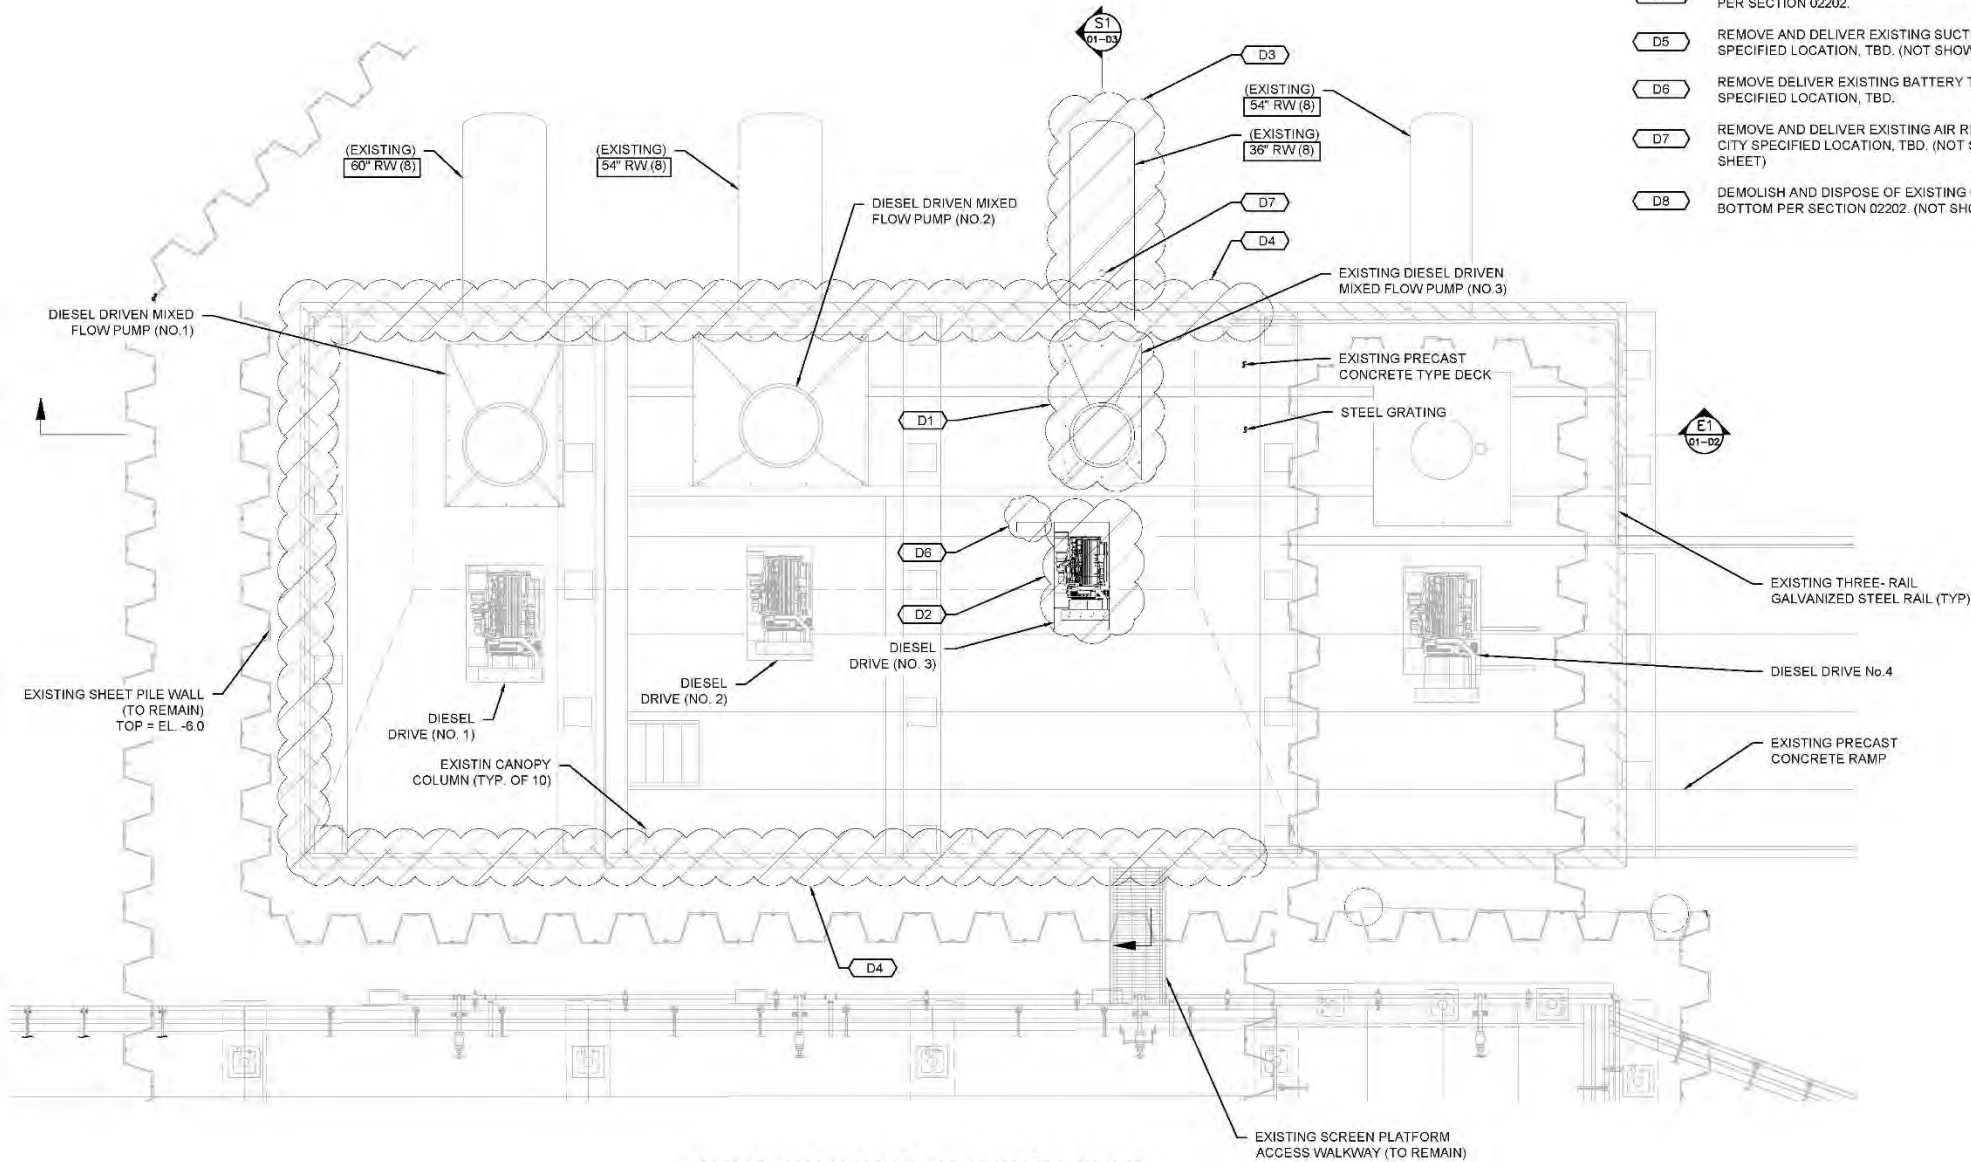 PER SECTION 02202.
D5
REMOVE AND DELIVER EXISTING SUCT
SPECIFIED LOCATION, TBD. (NOT SHOW
D6
REMOVE DELIVER EXISTING BATTERY T
SPECIFIED LOCATION, TBD.
D7
REMOVE AND DELIVER EXISTING AIR RE
CITY SPECIFIED LOCATION, TBD. (NOT S
SHEET)
D8
DEMOLISH AND DISPOSE OF EXISTING
BOTTOM PER SECTION 02202. (NOT SHO
S1
01-D3
D3
(EXISTING)
54" RW (8)
(EXISTING)
36" RW (8)
(EXISTING)
60" RW (8)
(EXISTING)
54" RW (8)
DIESEL DRIVEN MIXED
FLOW PUMP (NO.2)
D7
D4
EXISTING DIESEL DRIVEN
MIXED FLOW PUMP (NO.3)
DIESEL DRIVEN MIXED
FLOW PUMP (NO.1)
EXISTING PRECAST
CONCRETE TYPE DECK
STEEL GRATING
D1
E1
01-D2
D6
D2
EXISTING THREE- RAIL
GALVANIZED STEEL RAIL (TYP)
DIESEL
DRIVE (NO. 3)
DIESEL
DRIVE (NO. 2)
DIESEL DRIVE No.4
EXISTING SHEET PILE WALL
(TO REMAIN)
TOP = EL. -6.0
DIESEL
DRIVE (NO. 1)
EXISTING PRECAST
CONCRETE RAMP
EXISTIN CANOPY
COLUMN (TYP. OF 10)
D4
EXISTING SCREEN PLATFORM
ACCESS WALKWAY (TO REMAIN)